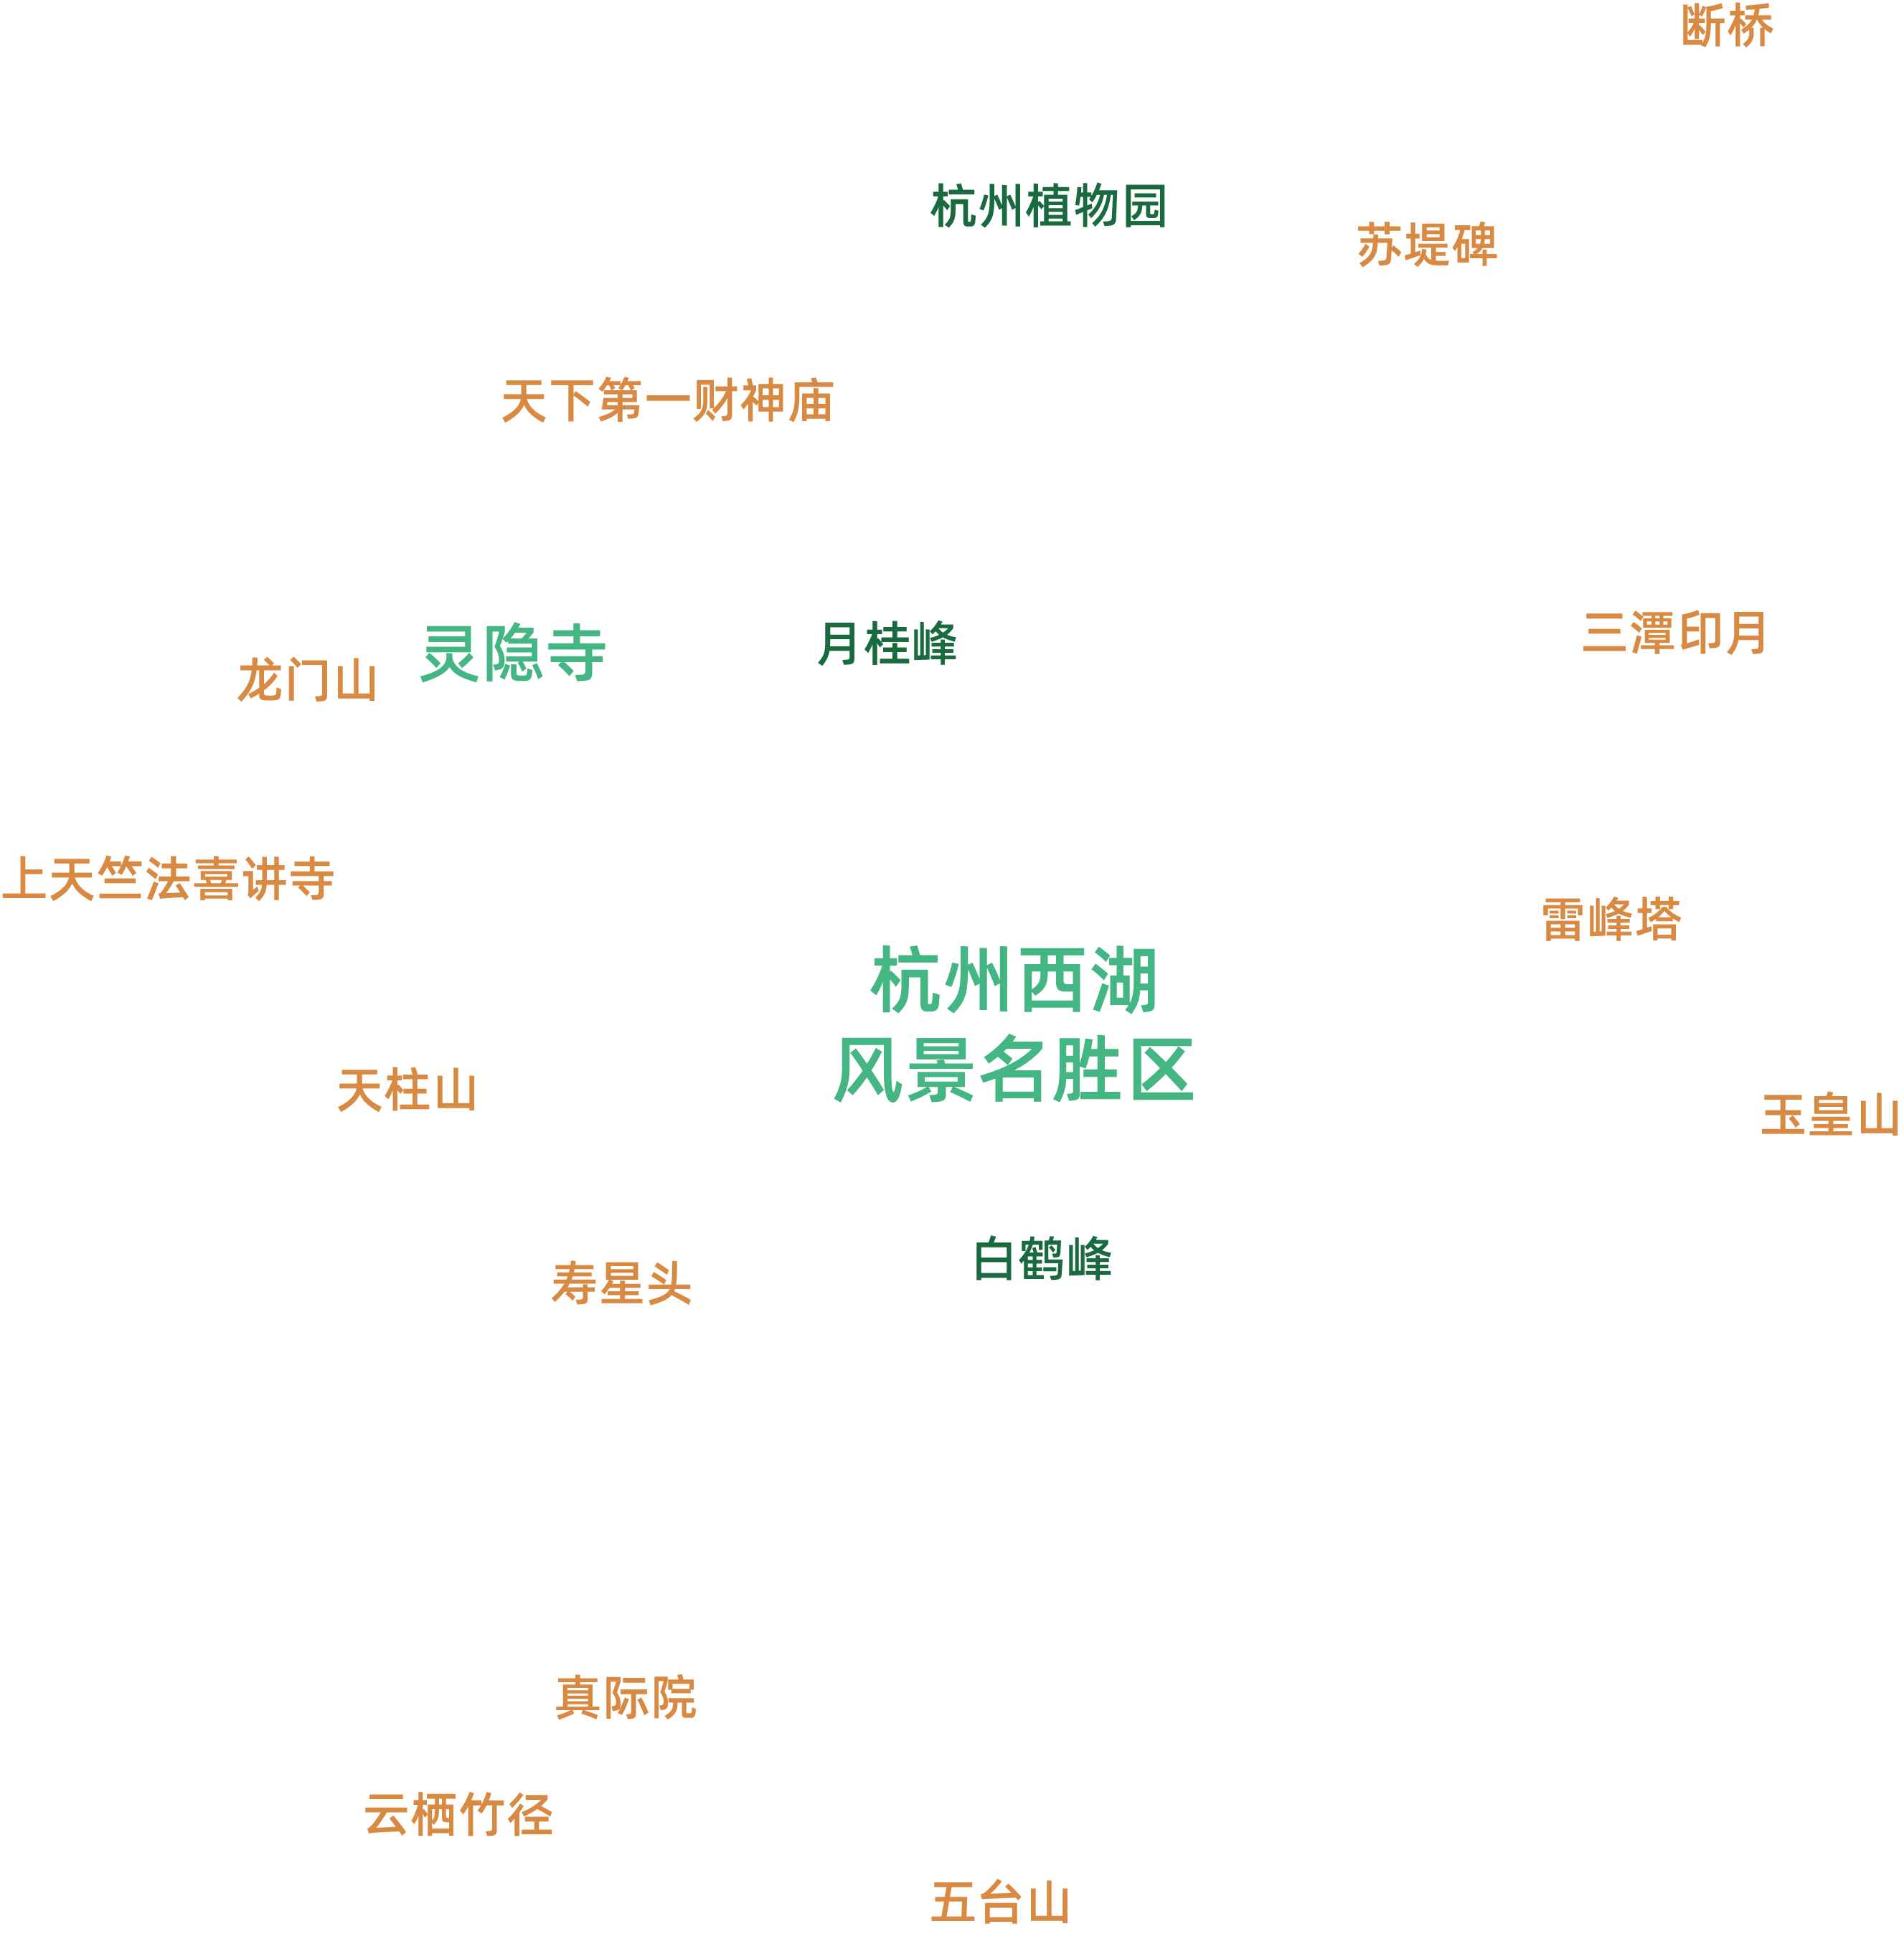 断桥
杭州植物园
苏堤碑
天下第一财神庙
三潭印月
月桂峰
灵隐寺
龙门山
上天竺法喜讲寺
雷峰塔
杭州西湖
风景名胜区
天柱山
玉皇山
白鹤峰
寿星头
真际院
云栖竹径
五台山